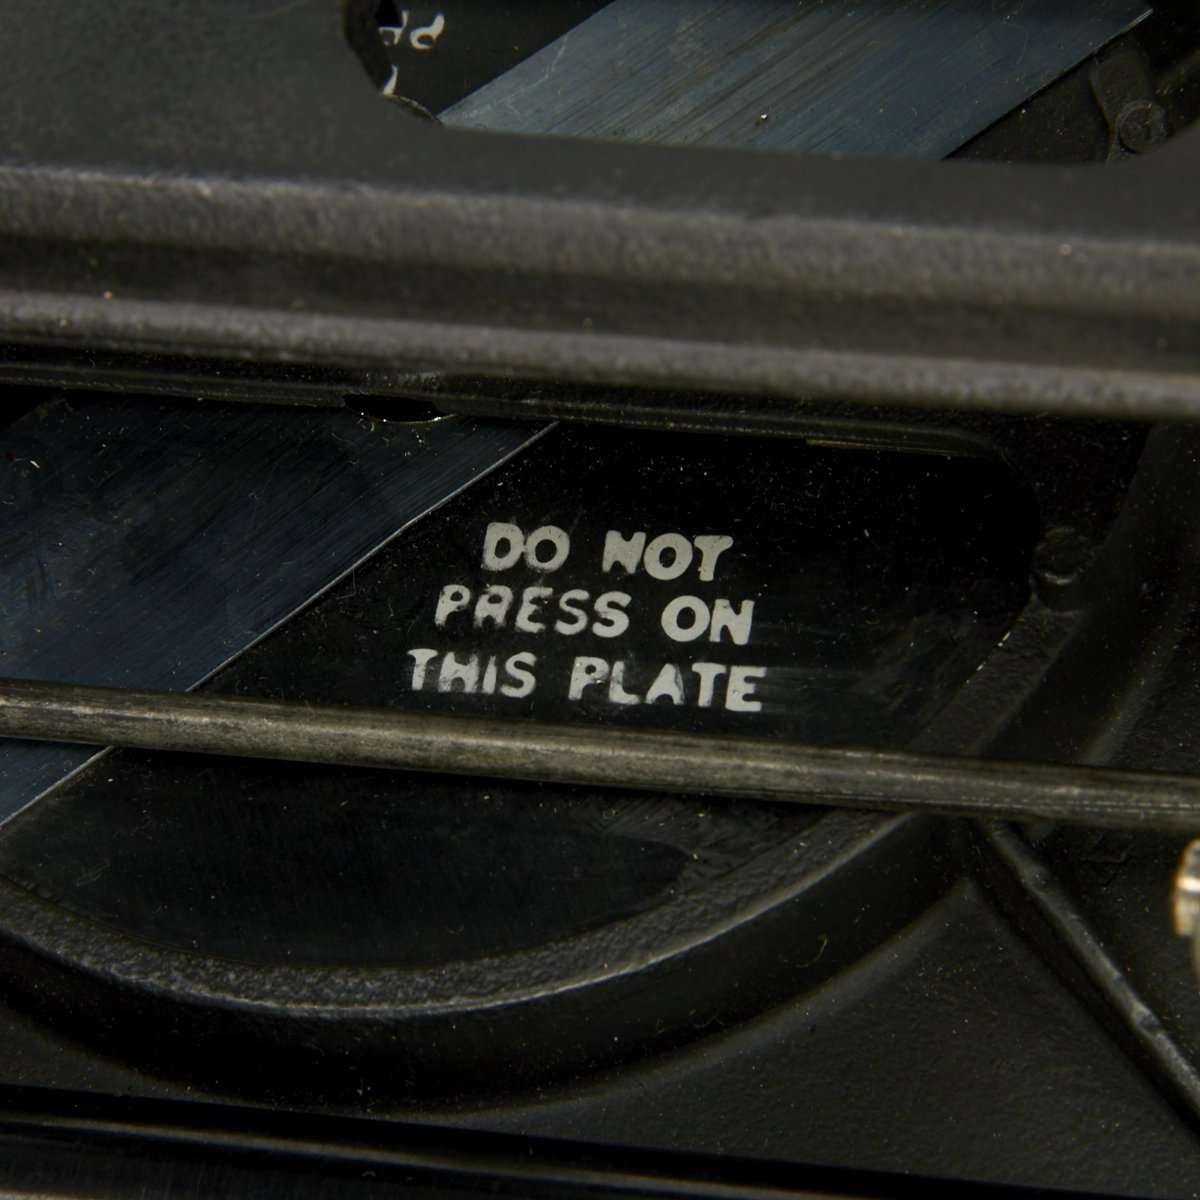 DO NOT
PRESS ON
THIS PLATE